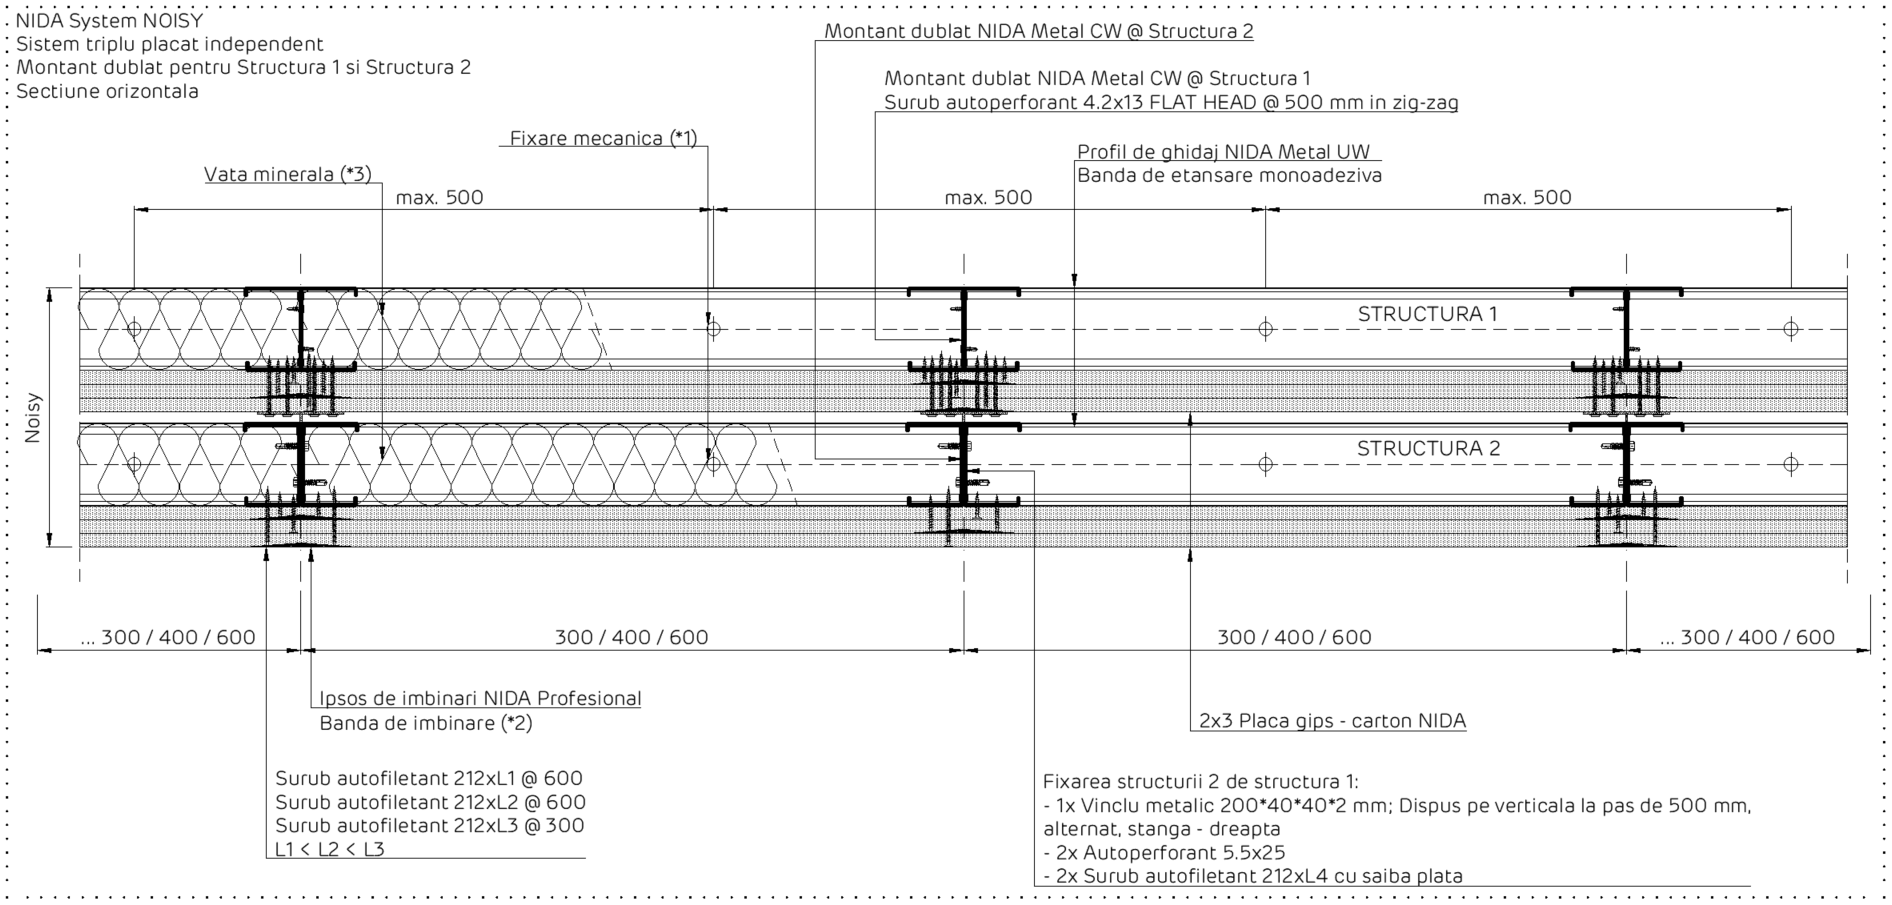 NIDA System NOISY
Sistem triplu placat independent
Montant dublat pentru Structura 1 si Structura 2
Sectiune orizontala
Montant dublat NIDA Metal CW @ Structura 2
Montant dublat NIDA Metal CW @ Structura 1
Surub autoperforant 4.2x13 FLAT HEAD @ 500 mm in zig-zag
Fixare mecanica (*1)
Profil de ghidaj NIDA Metal UW
Banda de etansare monoadeziva
Vata minerala (*3)
max. 500
max. 500
max. 500
STRUCTURA 1
Noisy
STRUCTURA 2
... 300 / 400 / 600
300 / 400 / 600
300 / 400 / 600
... 300 / 400 / 600
Ipsos de imbinari NIDA Profesional
Banda de imbinare (*2)
2x3 Placa gips - carton NIDA
Surub autofiletant 212xL1 @ 600
Surub autofiletant 212xL2 @ 600
Surub autofiletant 212xL3 @ 300
L1 < L2 < L3
Fixarea structurii 2 de structura 1:
- 1x Vinclu metalic 200*40*40*2 mm; Dispus pe verticala la pas de 500 mm,
alternat, stanga - dreapta
- 2x Autoperforant 5.5x25
- 2x Surub autofiletant 212xL4 cu saiba plata